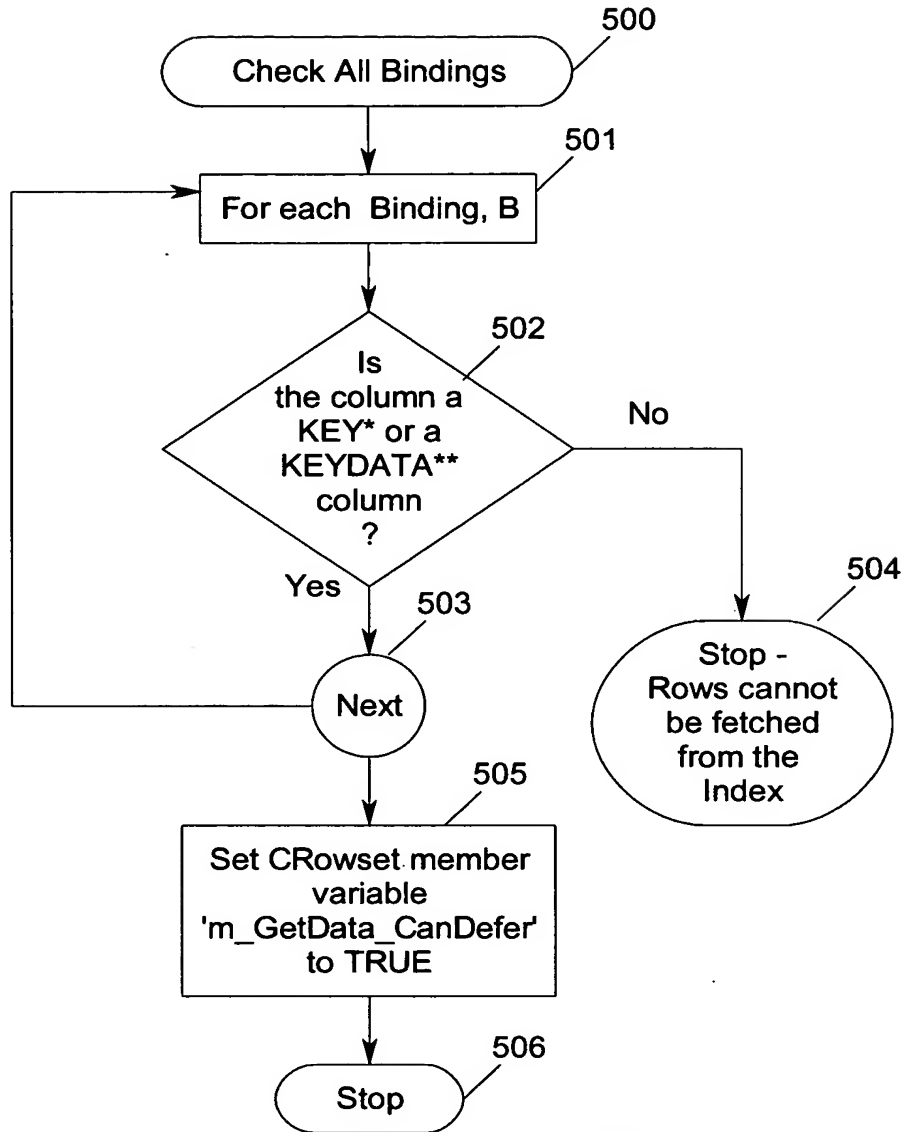 500
Check All Bindings
501
For each Binding, B
502
Is
the column a
KEY* or a
KEYDATA**
column
?
No
Yes
503
504
Next
Stop -
Rows cannot
be fetched
from the
Index
505
Set CRowset member
variable
'm_GetData_CanDefer'
to TRUE
506
Stop